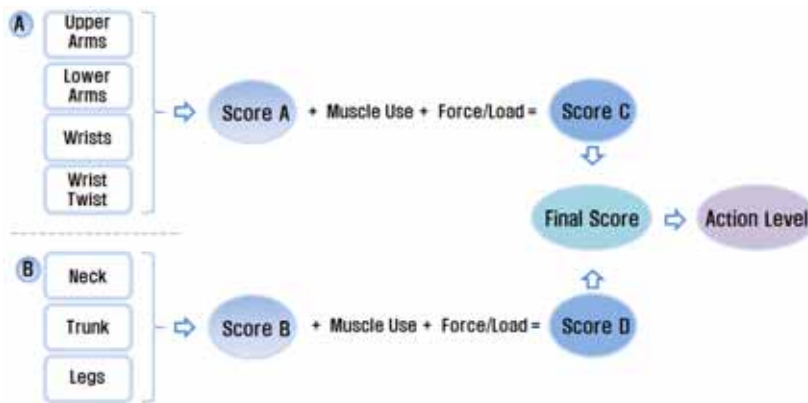 A
Upper
Arms
Lower
Arms
Wrists
Wrist
Twist
Score A + Muscle Use + Force/Load = Score C
Final Score
Action Level
B
Neck
Trunk
Legs
Score B + Muscle Use + Force/Load = Score D